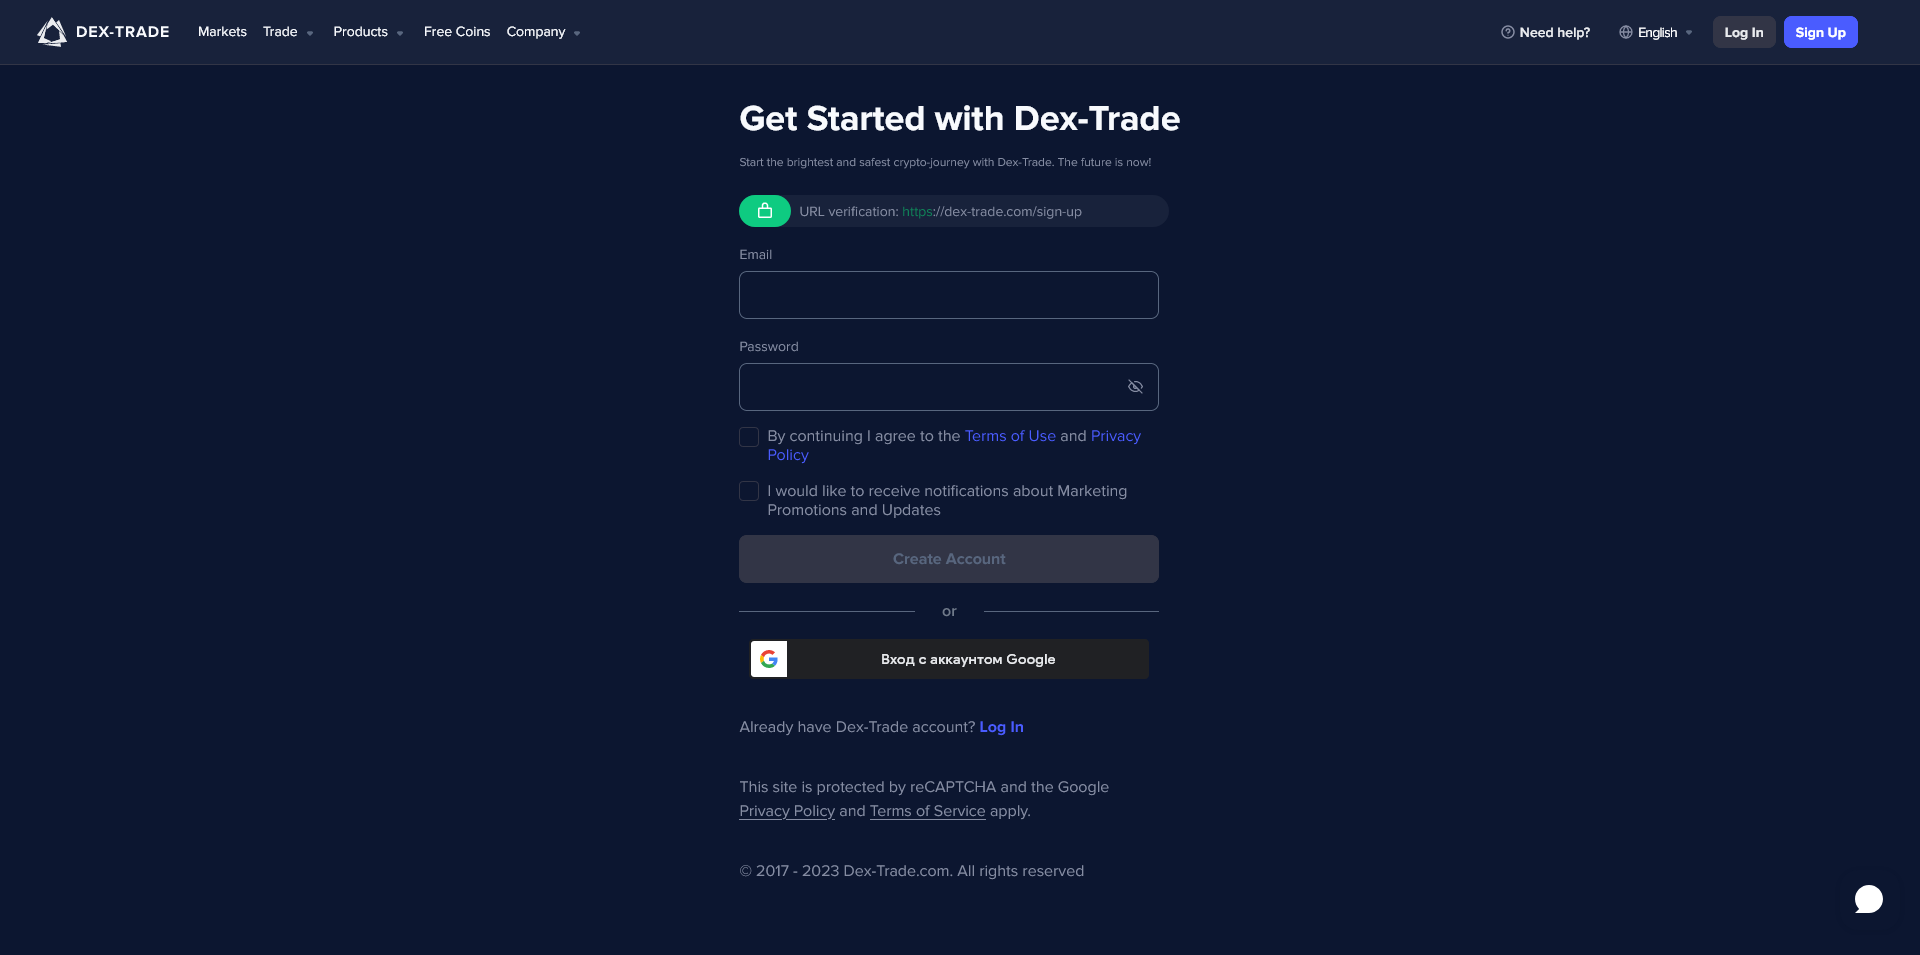 DEX-TRADE Markets Trade Products Free Coins Company Need help? English Log In Sign Up
Get Started with Dex-Trade
Start the brightest and safest crypto-journey with Dex-Trade. The future is now!
URL verification: https://dex-trade.com/sign-up
Email
Password
By continuing I agree to the Terms of Use and Privacy
Policy
I would like to receive notifications about Marketing
Promotions and Updates
Create Account
or
Вход с аккаунтом Google
Already have Dex-Trade account? Log In
This site is protected by reCAPTCHA and the Google
Privacy Policy and Terms of Service apply.
© 2017 - 2023 Dex-Trade.com. All rights reserved